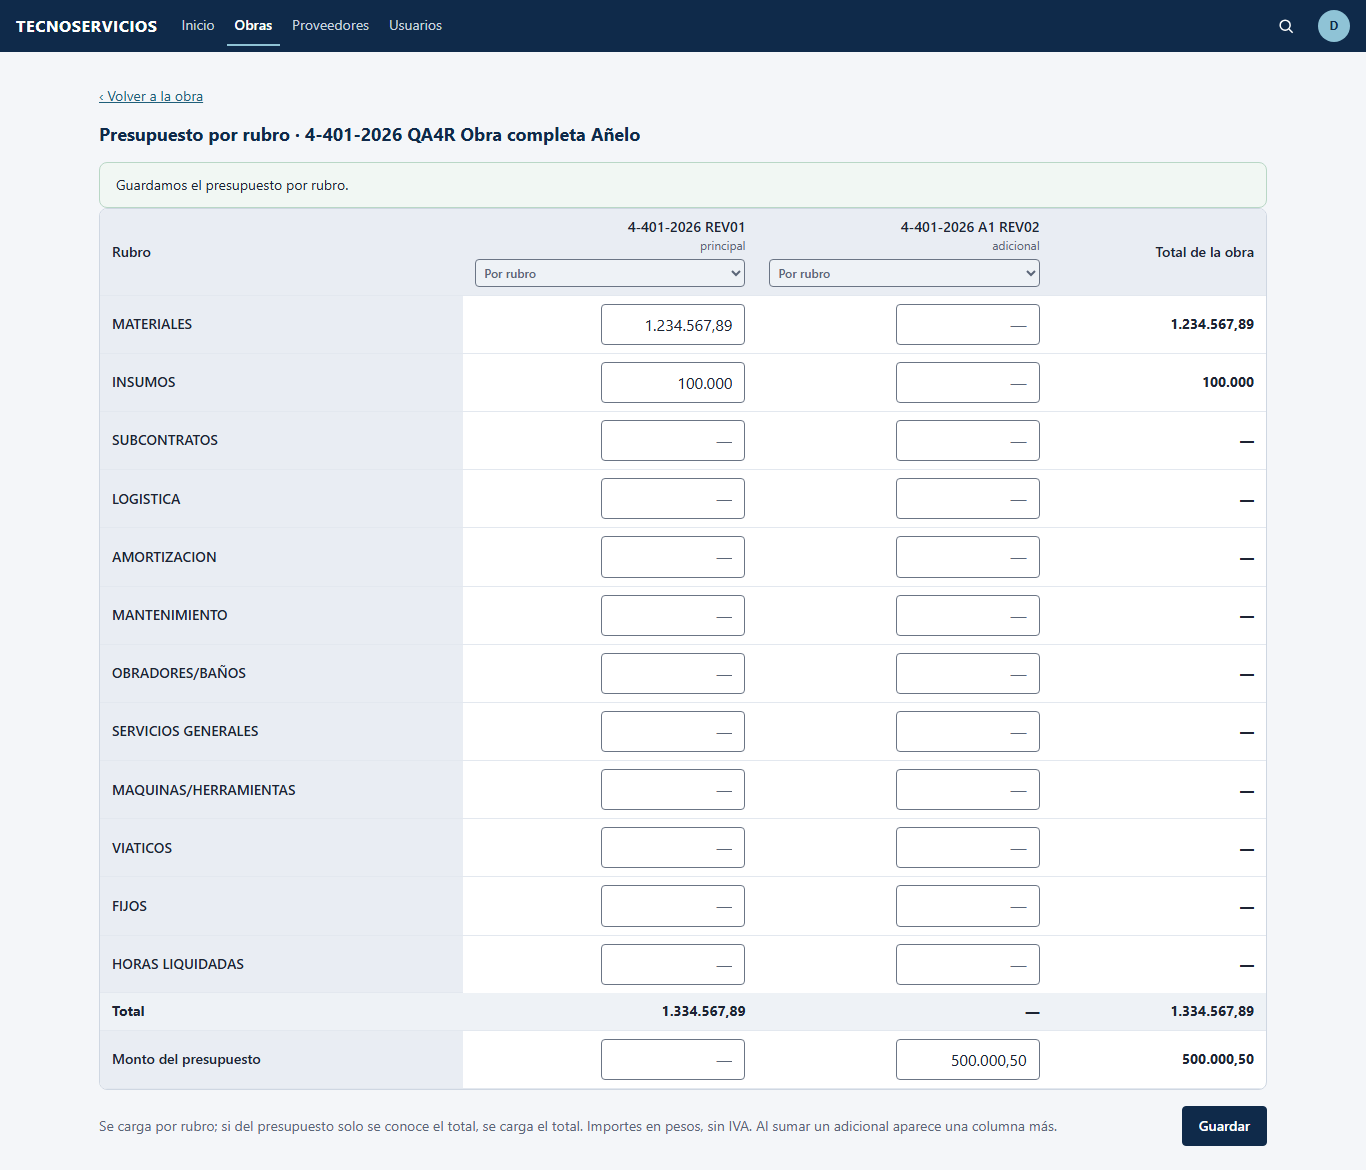 TECNOSERVICIOS Inicio Obras Proveedores Usuarios D
‹ Volver a la obra
Presupuesto por rubro · 4-401-2026 QA4R Obra completa Añelo
Guardamos el presupuesto por rubro.
Rubro 4-401-2026 REV01 4-401-2026 A1 REV02 Total de la obra
principal adicional
Por rubro Por rubro
MATERIALES 1.234.567,89 — 1.234.567,89
INSUMOS 100.000 — 100.000
SUBCONTRATOS — — —
LOGISTICA — — —
AMORTIZACION — — —
MANTENIMIENTO — — —
OBRADORES/BAÑOS — — —
SERVICIOS GENERALES — — —
MAQUINAS/HERRAMIENTAS — — —
VIATICOS — — —
FIJOS — — —
HORAS LIQUIDADAS — — —
Total 1.334.567,89 — 1.334.567,89
Monto del presupuesto — 500.000,50 500.000,50
Se carga por rubro; si del presupuesto solo se conoce el total, se carga el total. Importes en pesos, sin IVA. Al sumar un adicional aparece una columna más. Guardar